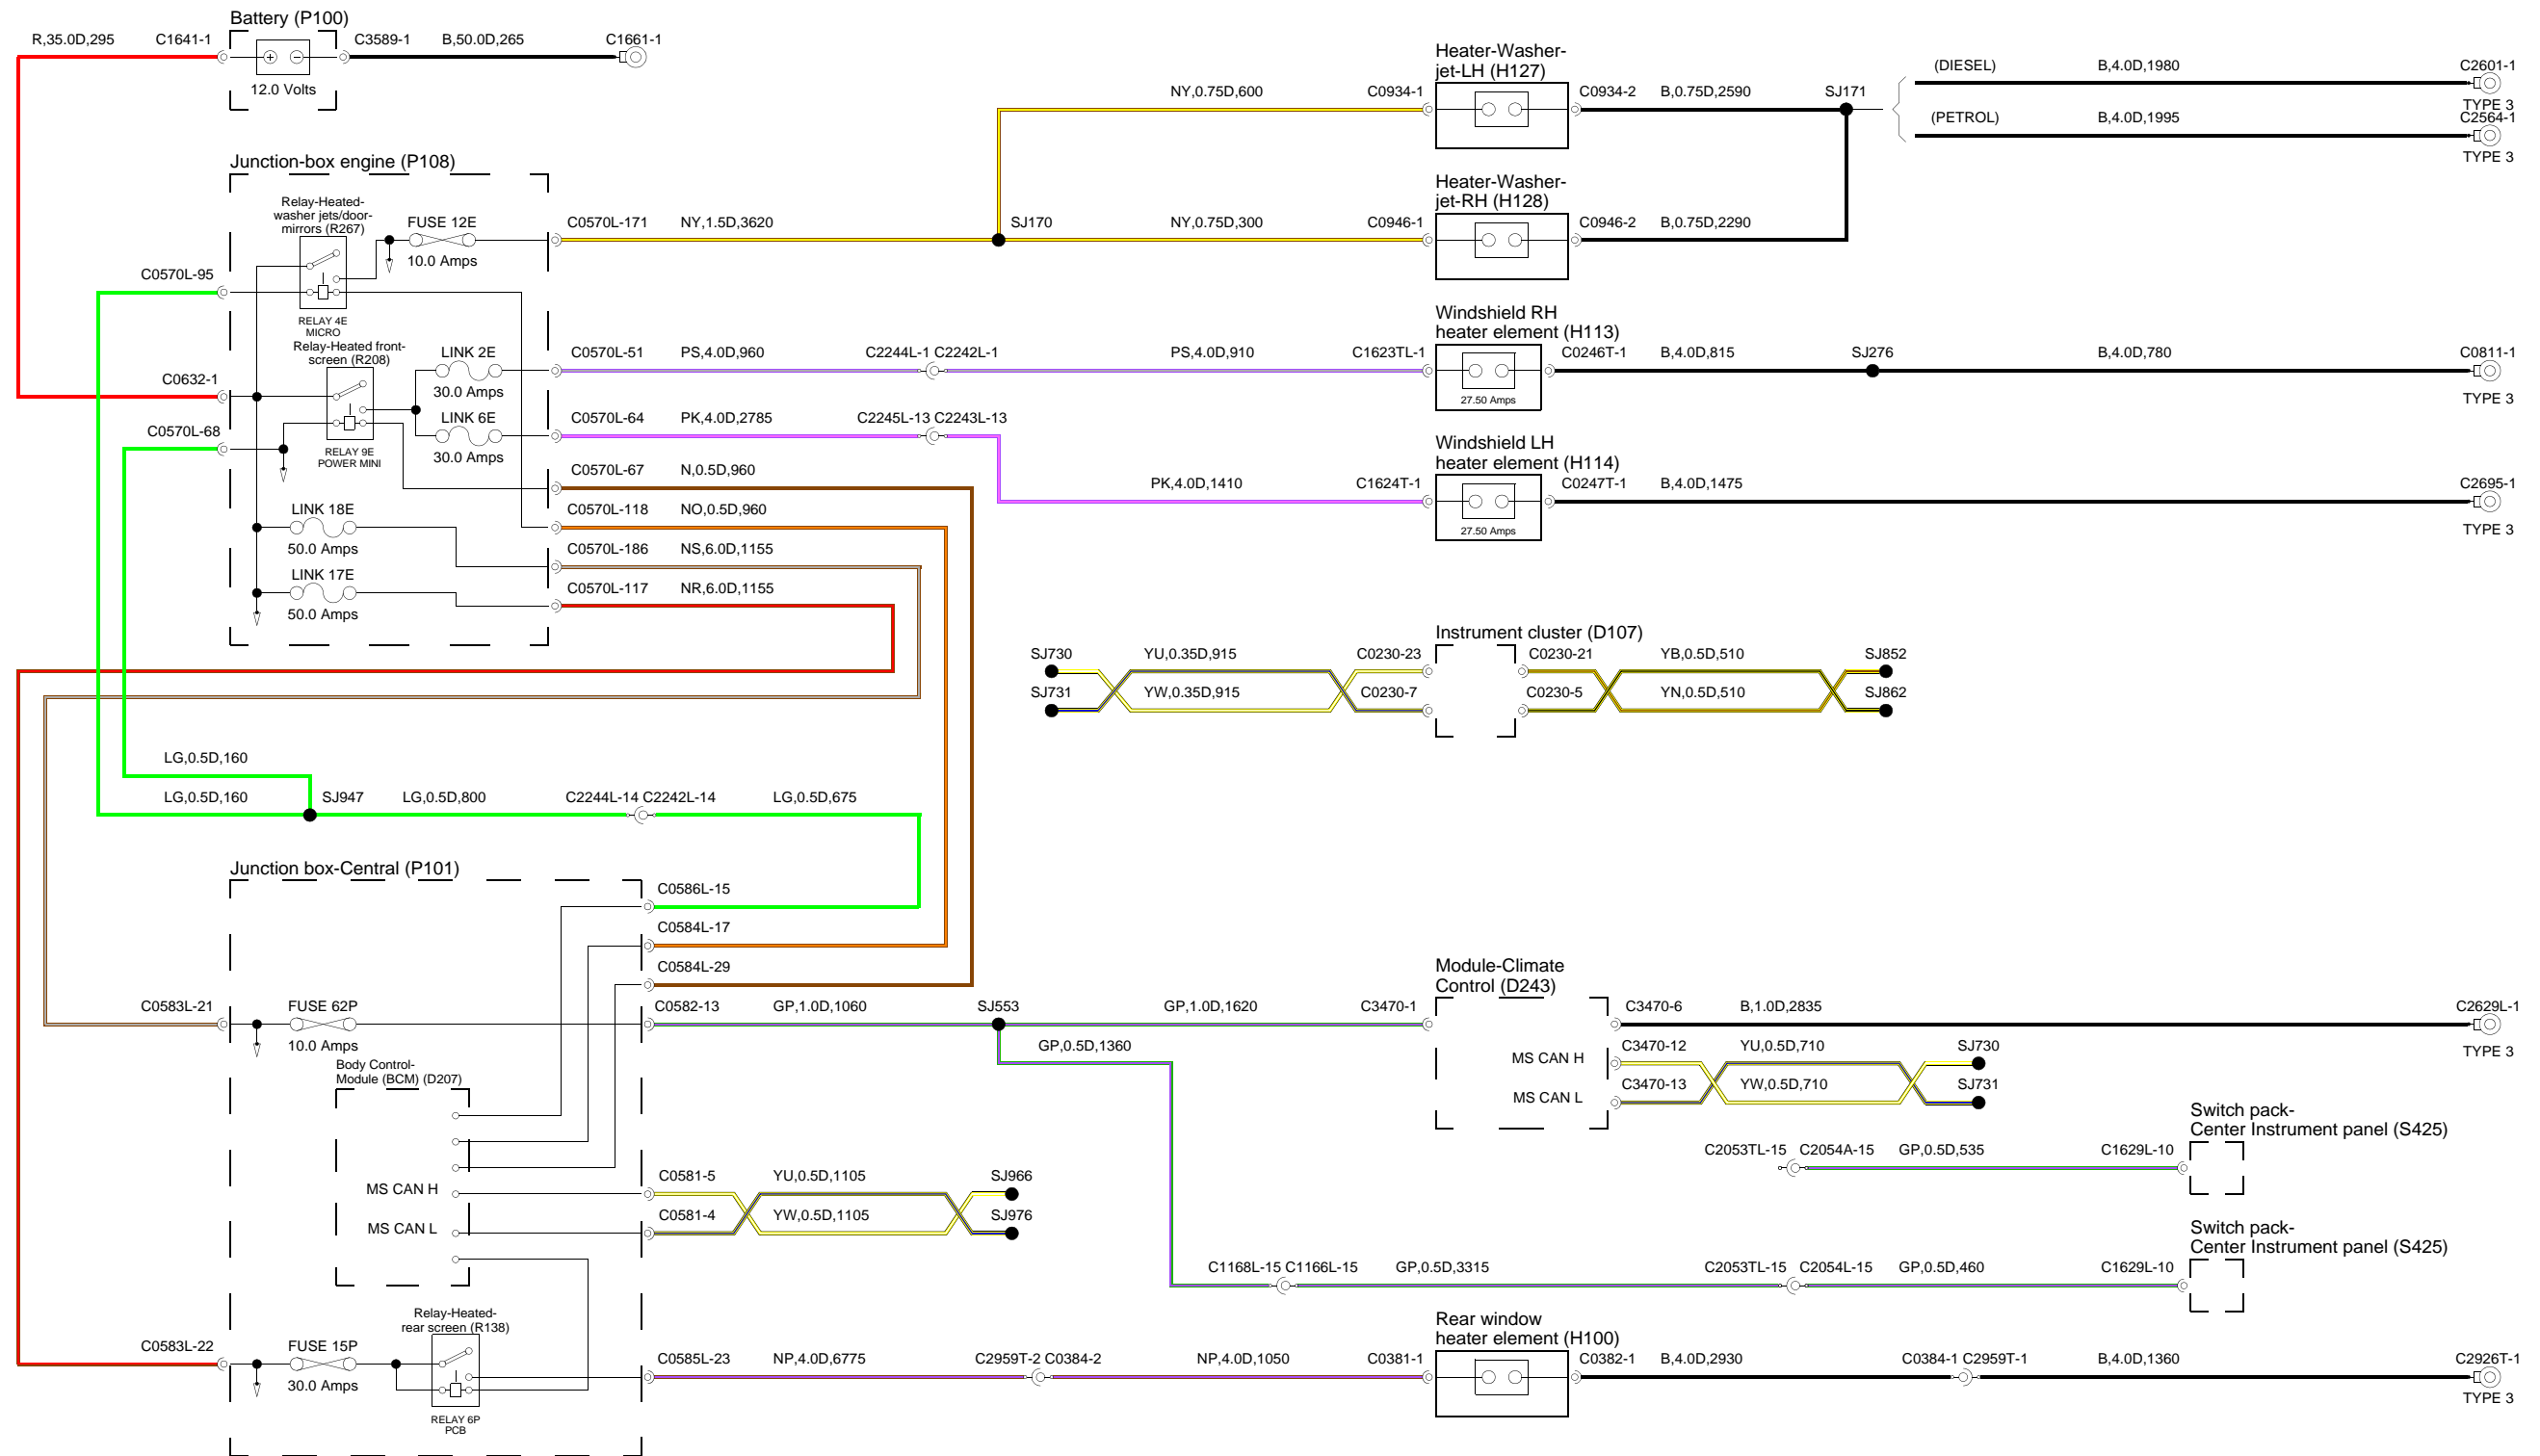 Battery (P100)
R,35.0D,295
C1641-1
C3589-1
B,50.0D,265
C1661-1
12.0 Volts
Heater-Washer-
jet-LH (H127)
NY,0.75D,600
C0934-1
C0934-2
B,0.75D,2590
SJ171
(DIESEL)
B,4.0D,1980
C2601-1
TYPE 3
(PETROL)
B,4.0D,1995
C2564-1
TYPE 3
Junction-box engine (P108)
Relay-Heated-
washer jets/door-
mirrors (R267)
FUSE 12E
10.0 Amps
C0570L-171
NY,1.5D,3620
SJ170
NY,0.75D,300
C0946-1
Heater-Washer-
jet-RH (H128)
C0946-2
B,0.75D,2290
C0570L-95
RELAY 4E
MICRO
Relay-Heated front-
screen (R208)
LINK 2E
30.0 Amps
C0570L-51
PS,4.0D,960
C2244L-1 C2242L-1
PS,4.0D,910
C1623TL-1
Windshield RH
heater element (H113)
27.50 Amps
C0246T-1
B,4.0D,815
SJ276
B,4.0D,780
C0811-1
TYPE 3
C0632-1
LINK 6E
30.0 Amps
C0570L-64
PK,4.0D,2785
C2245L-13 C2243L-13
C0570L-68
RELAY 9E
POWER MINI
Windshield LH
heater element (H114)
PK,4.0D,1410
C1624T-1
27.50 Amps
C0247T-1
B,4.0D,1475
C2695-1
TYPE 3
C0570L-67
N,0.5D,960
LINK 18E
50.0 Amps
C0570L-118
NO,0.5D,960
C0570L-186
NS,6.0D,1155
LINK 17E
50.0 Amps
C0570L-117
NR,6.0D,1155
Instrument cluster (D107)
SJ730
YU,0.35D,915
C0230-23
C0230-21
YB,0.5D,510
SJ852
SJ731
YW,0.35D,915
C0230-7
C0230-5
YN,0.5D,510
SJ862
LG,0.5D,160
LG,0.5D,160
SJ947
LG,0.5D,800
C2244L-14 C2242L-14
LG,0.5D,675
Junction box-Central (P101)
C0586L-15
C0584L-17
C0584L-29
C0583L-21
FUSE 62P
10.0 Amps
C0582-13
GP,1.0D,1060
SJ553
GP,1.0D,1620
C3470-1
Module-Climate
Control (D243)
C3470-6
B,1.0D,2835
C2629L-1
TYPE 3
GP,0.5D,1360
MS CAN H
C3470-12
YU,0.5D,710
SJ730
MS CAN L
C3470-13
YW,0.5D,710
SJ731
Body Control-
Module (BCM) (D207)
Switch pack-
Center Instrument panel (S425)
C2053TL-15 C2054A-15
GP,0.5D,535
C1629L-10
MS CAN H
C0581-5
YU,0.5D,1105
SJ966
MS CAN L
C0581-4
YW,0.5D,1105
SJ976
Switch pack-
Center Instrument panel (S425)
C1168L-15 C1166L-15
GP,0.5D,3315
C2053TL-15 C2054L-15
GP,0.5D,460
C1629L-10
Relay-Heated-
rear screen (R138)
C0583L-22
FUSE 15P
30.0 Amps
RELAY 6P
PCB
C0585L-23
NP,4.0D,6775
C2959T-2 C0384-2
NP,4.0D,1050
C0381-1
Rear window
heater element (H100)
C0382-1
B,4.0D,2930
C0384-1 C2959T-1
B,4.0D,1360
C2926T-1
TYPE 3